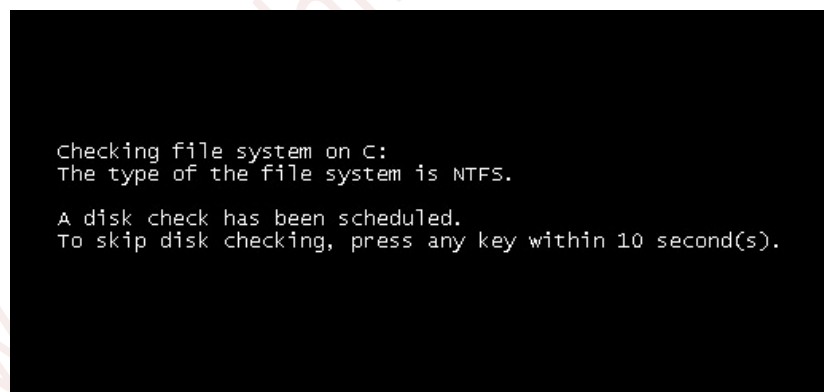 Checking file system on C:
The type of the file system is NTFS.
A disk check has been scheduled.
To skip disk checking, press any key within 10 second(s).